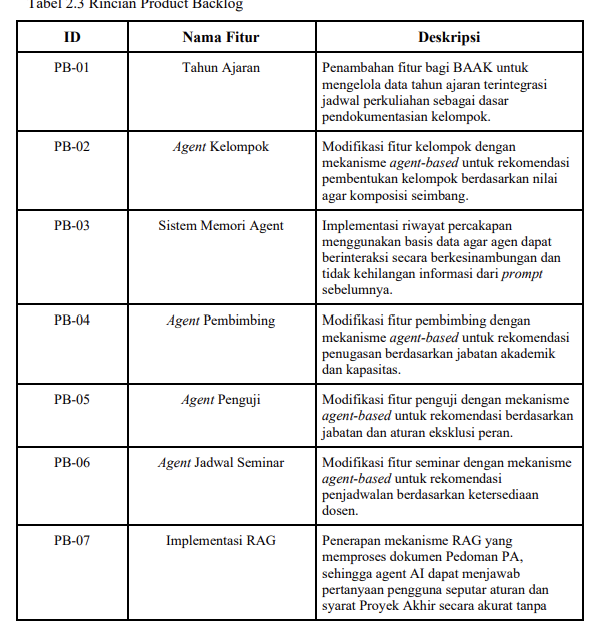 Tabel 2.3 Rincian Product Backlog
ID Nama Fitur Deskripsi
PB-01 Tahun Ajaran Penambahan fitur bagi BAAK untuk
mengelola data tahun ajaran terintegrasi
jadwal perkuliahan sebagai dasar
pendokumentasian kelompok.
PB-02 Agent Kelompok Modifikasi fitur kelompok dengan
mekanisme agent-based untuk rekomendasi
pembentukan kelompok berdasarkan nilai
agar komposisi seimbang.
PB-03 Sistem Memori Agent Implementasi riwayat percakapan
menggunakan basis data agar agen dapat
berinteraksi secara berkesinambungan dan
tidak kehilangan informasi dari prompt
sebelumnya.
PB-04 Agent Pembimbing Modifikasi fitur pembimbing dengan
mekanisme agent-based untuk rekomendasi
penugasan berdasarkan jabatan akademik
dan kapasitas.
PB-05 Agent Penguji Modifikasi fitur penguji dengan mekanisme
agent-based untuk rekomendasi berdasarkan
jabatan dan aturan eksklusi peran.
PB-06 Agent Jadwal Seminar Modifikasi fitur seminar dengan mekanisme
agent-based untuk rekomendasi
penjadwalan berdasarkan ketersediaan
dosen.
PB-07 Implementasi RAG Penerapan mekanisme RAG yang
memproses dokumen Pedoman PA,
sehingga agent AI dapat menjawab
pertanyaan pengguna seputar aturan dan
syarat Proyek Akhir secara akurat tanpa